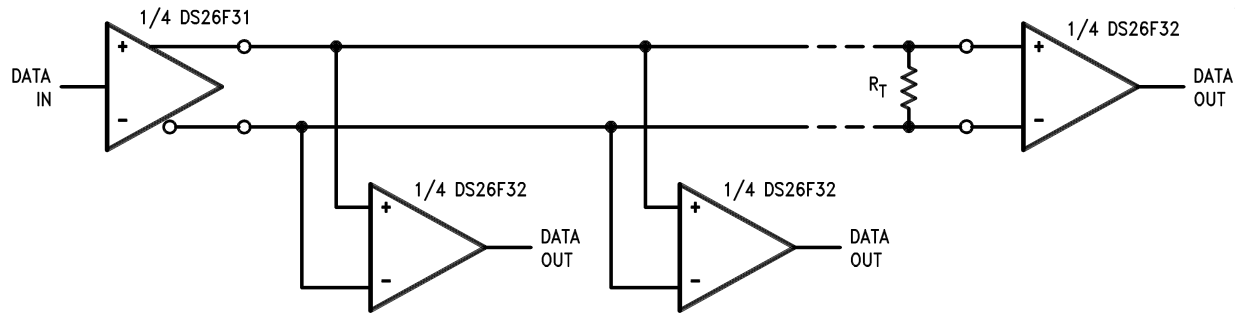 1/4 DS26F31
1/4 DS26F32
+
+
DATA
IN
DATA
OUT
RT
-
-
1/4 DS26F32
1/4 DS26F32
+
+
DATA
OUT
DATA
OUT
-
-